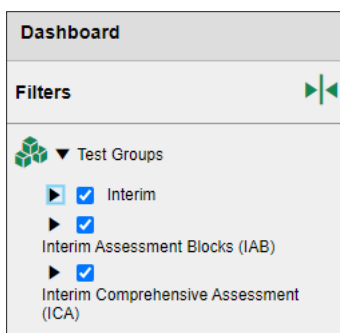 Dashboard
Filters
Test Groups
Interim
Interim Assessment Blocks (IAB)
Interim Comprehensive Assessment
(ICA)